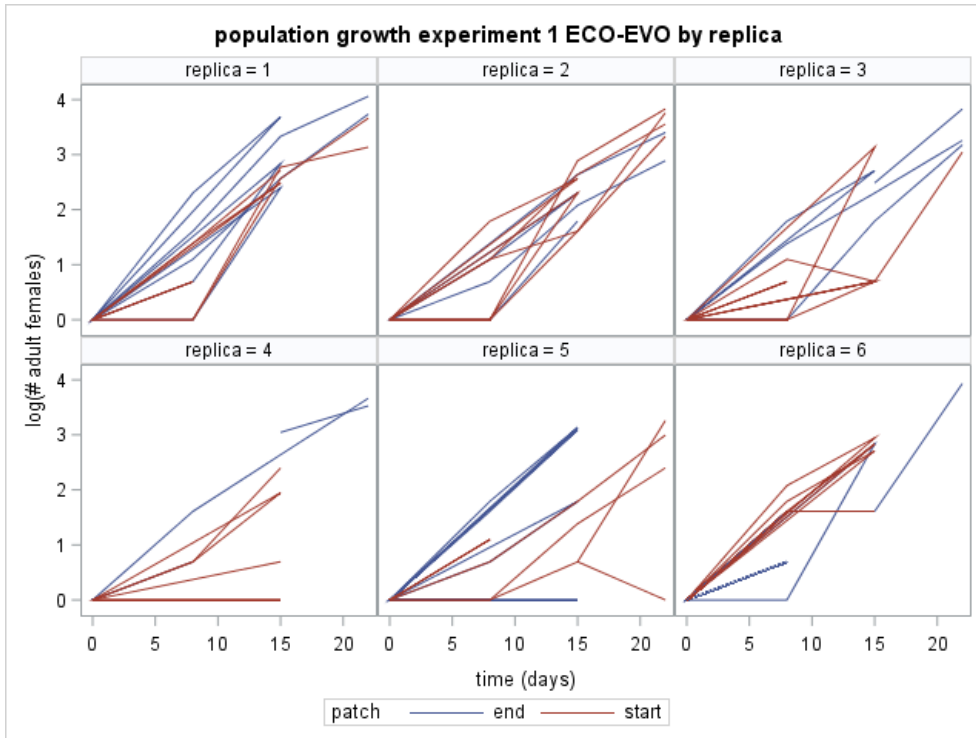 population growth experiment 1 ECO-EVO by replica
replica = 1
replica = 2
replica = 3
4
3
2
1
0
replica = 4
replica = 5
replica = 6
4
3
2
1
0
log(# adult females)
0 5 10 15 20
0 5 10 15 20
0 5 10 15 20
time (days)
patch end start